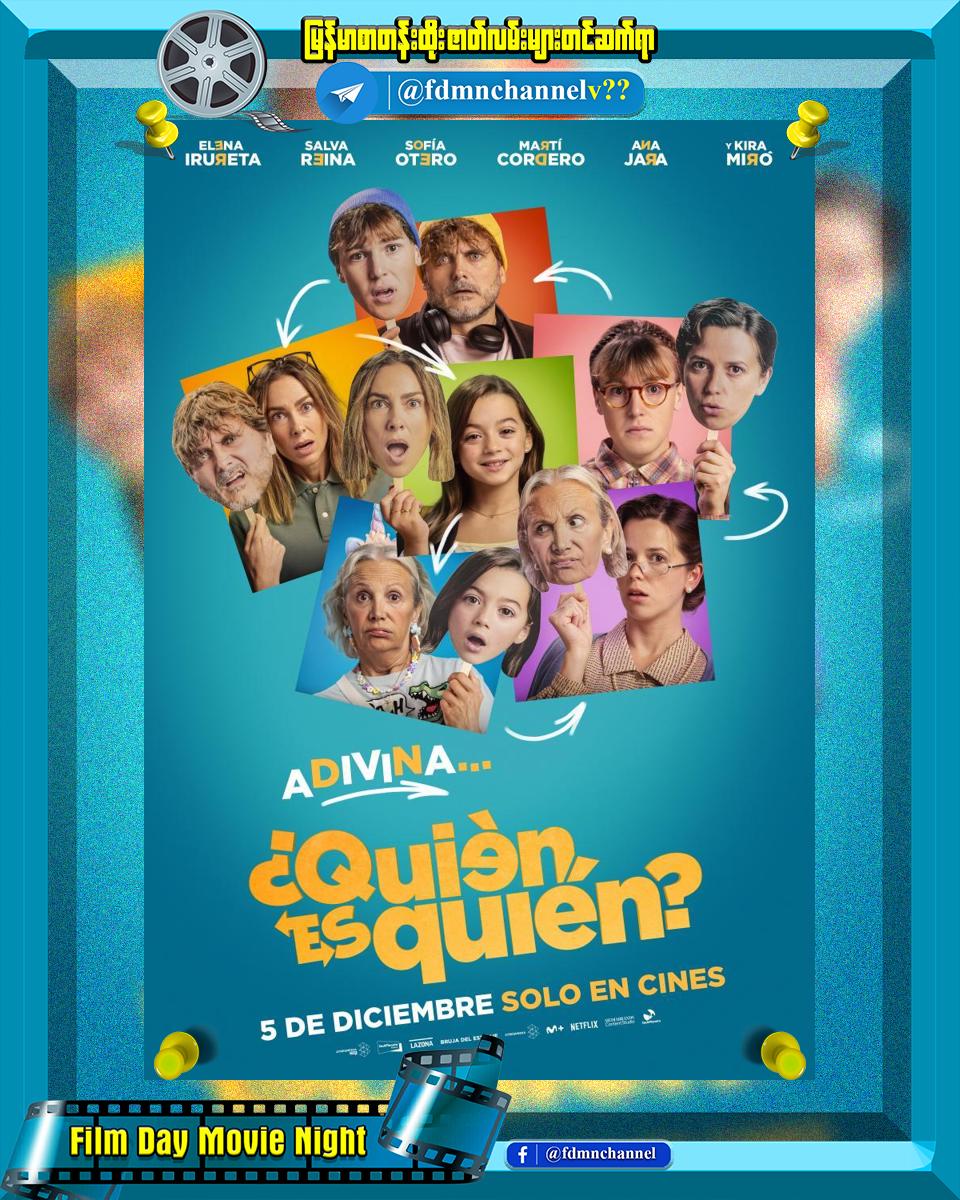 မြန်မာစာတန်းထိုးဇာတ်လမ်းများတင်ဆက်ရာ
@fdmnchannelv??
ELENA IRURETA
SALVA REINA
SOFÍA OTERO
MARTÍ CORDERO
ANA JARA
Y KIRA MIRÓ
ADIVINA...
¿Quièn
ES quién?
5 DE DICIEMBRE SOLO EN CINES
LAZONA
M+ NETFLIX
Film Day Movie Night
@fdmnchannel